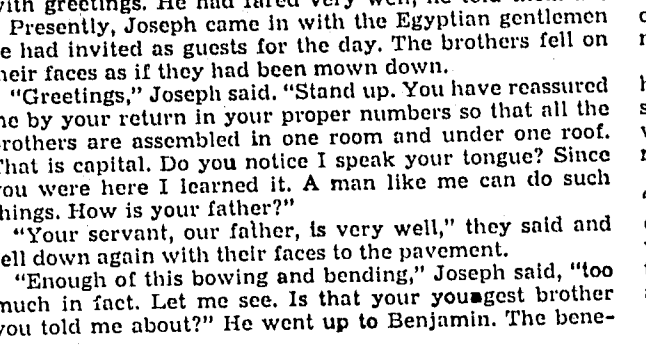 with greetings. He had fared very well, he told them and
Presently, Joseph came in with the Egyptian gentlemen
e had invited as guests for the day. The brothers fell on
heir faces as if they had been mown down.
"Greetings," Joseph said. "Stand up. You have reassured
me by your return in your proper numbers so that all the
rothers are assembled in one room and under one roof.
That is capital. Do you notice I speak your tongue? Since
you were here I learned it. A man like me can do such
hings. How is your father?"
"Your servant, our father, is very well," they said and
ell down again with their faces to the pavement.
"Enough of this bowing and bending," Joseph said, "too
much in fact. Let me see. Is that your youngest brother
you told me about?" He went up to Benjamin. The bene-